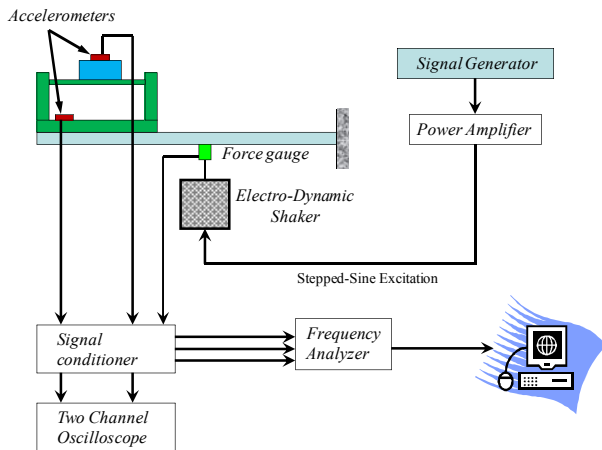 Accelerometers
Signal Generator
Power Amplifier
Force gauge
Electro-Dynamic
Shaker
Stepped-Sine Excitation
Signal
conditioner
Frequency
Analyzer
Two Channel
Oscilloscope